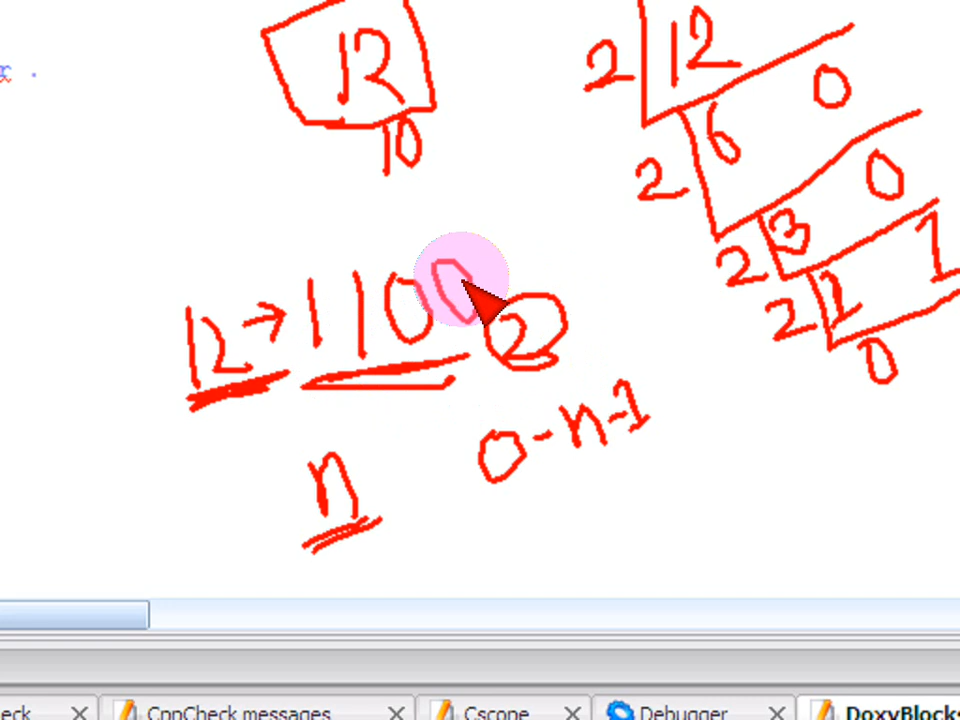 12
10
2 12 0
2 6 0
2 3 1
2 1
0
12 → 1100 2
0-n-1
n
eck CppCheck messages Cscope Debugger DoxyBlocks